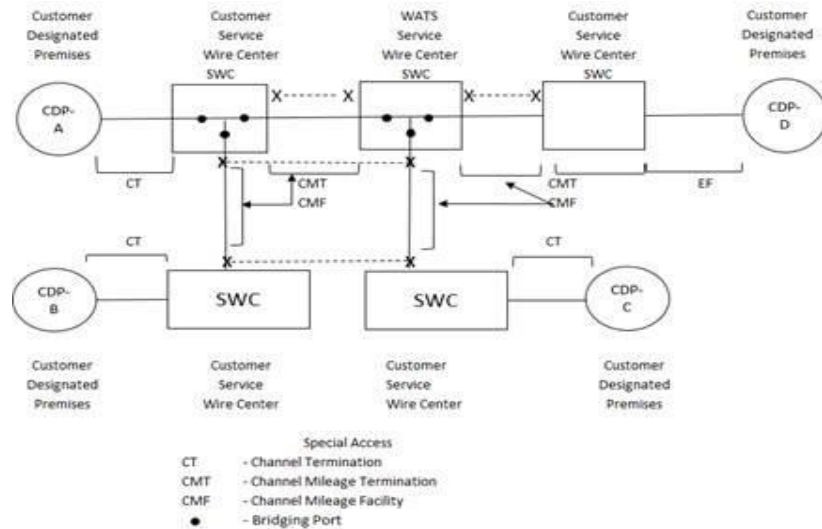 Customer
Designated
Premises
Customer
Service
Wire Center
SWC
WATS
Service
Wire Center
SWC
Customer
Service
Wire Center
SWC
Customer
Designated
Premises
CDP-
A
CDP-
D
X
X
X
X
X
X
CT
CMT
CMF
CMT
CMF
EF
CT
CT
X
X
CDP-
B
SWC
SWC
CDP-
C
Customer
Designated
Premises
Customer
Service
Wire Center
Customer
Service
Wire Center
Customer
Designated
Premises
Special Access
CT - Channel Termination
CMT - Channel Mileage Termination
CMF - Channel Mileage Facility
● - Bridging Port